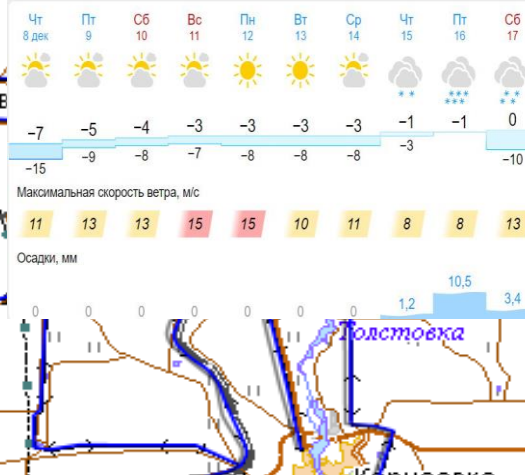 Чт Пт Сб Вс Пн Вт Ср Чт Пт Сб
8 дек 9 10 11 12 13 14 15 16 17
-7 -5 -4 -3 -3 -3 -3 -1 -1 0
-15 -9 -8 -7 -8 -8 -8 -3 -10
Максимальная скорость ветра, м/с
11 13 13 15 15 10 11 8 8 13
Осадки, мм
0 0 0 0 0 0 0 1,2 10,5 3,4
Толстовка